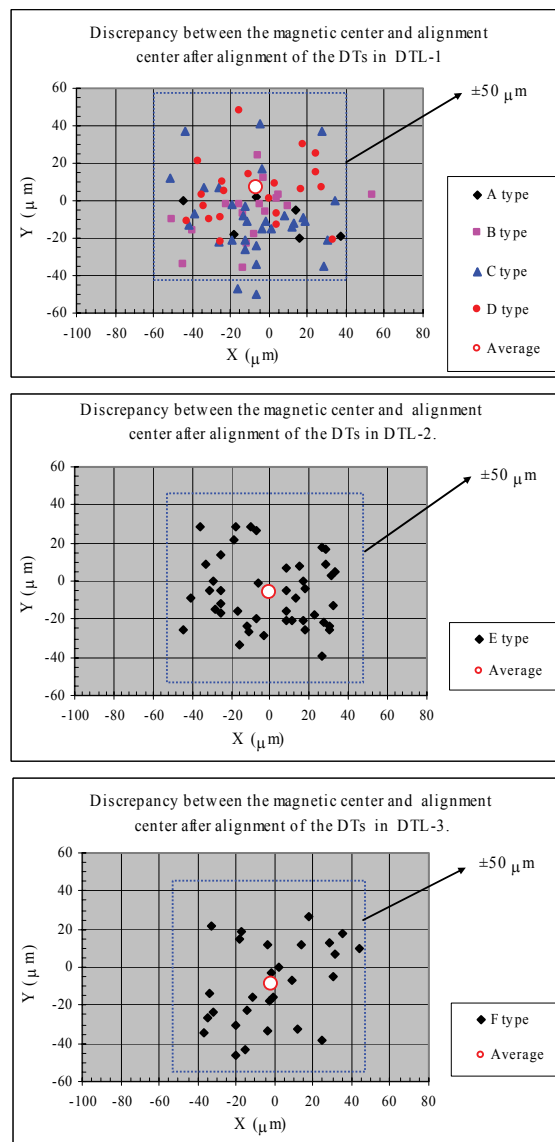 Discrepancy between the magnetic center and alignment
center after alignment of the DTs in DTL-1
±50 μm
60
40
20
0
-20
-40
-60
Y (μm)
-100 -80 -60 -40 -20 0 20 40 60 80
X (μm)
A type
B type
C type
D type
Average
Discrepancy between the magnetic center and alignment
center after alignment of the DTs in DTL-2.
±50 μm
60
40
20
0
-20
-40
-60
Y (μm)
-100 -80 -60 -40 -20 0 20 40 60 80
X (μm)
E type
Average
Discrepancy between the magnetic center and alignment
center after alignment of the DTs in DTL-3.
±50 μm
60
40
20
0
-20
-40
-60
Y (μm)
-100 -80 -60 -40 -20 0 20 40 60 80
X (μm)
F type
Average